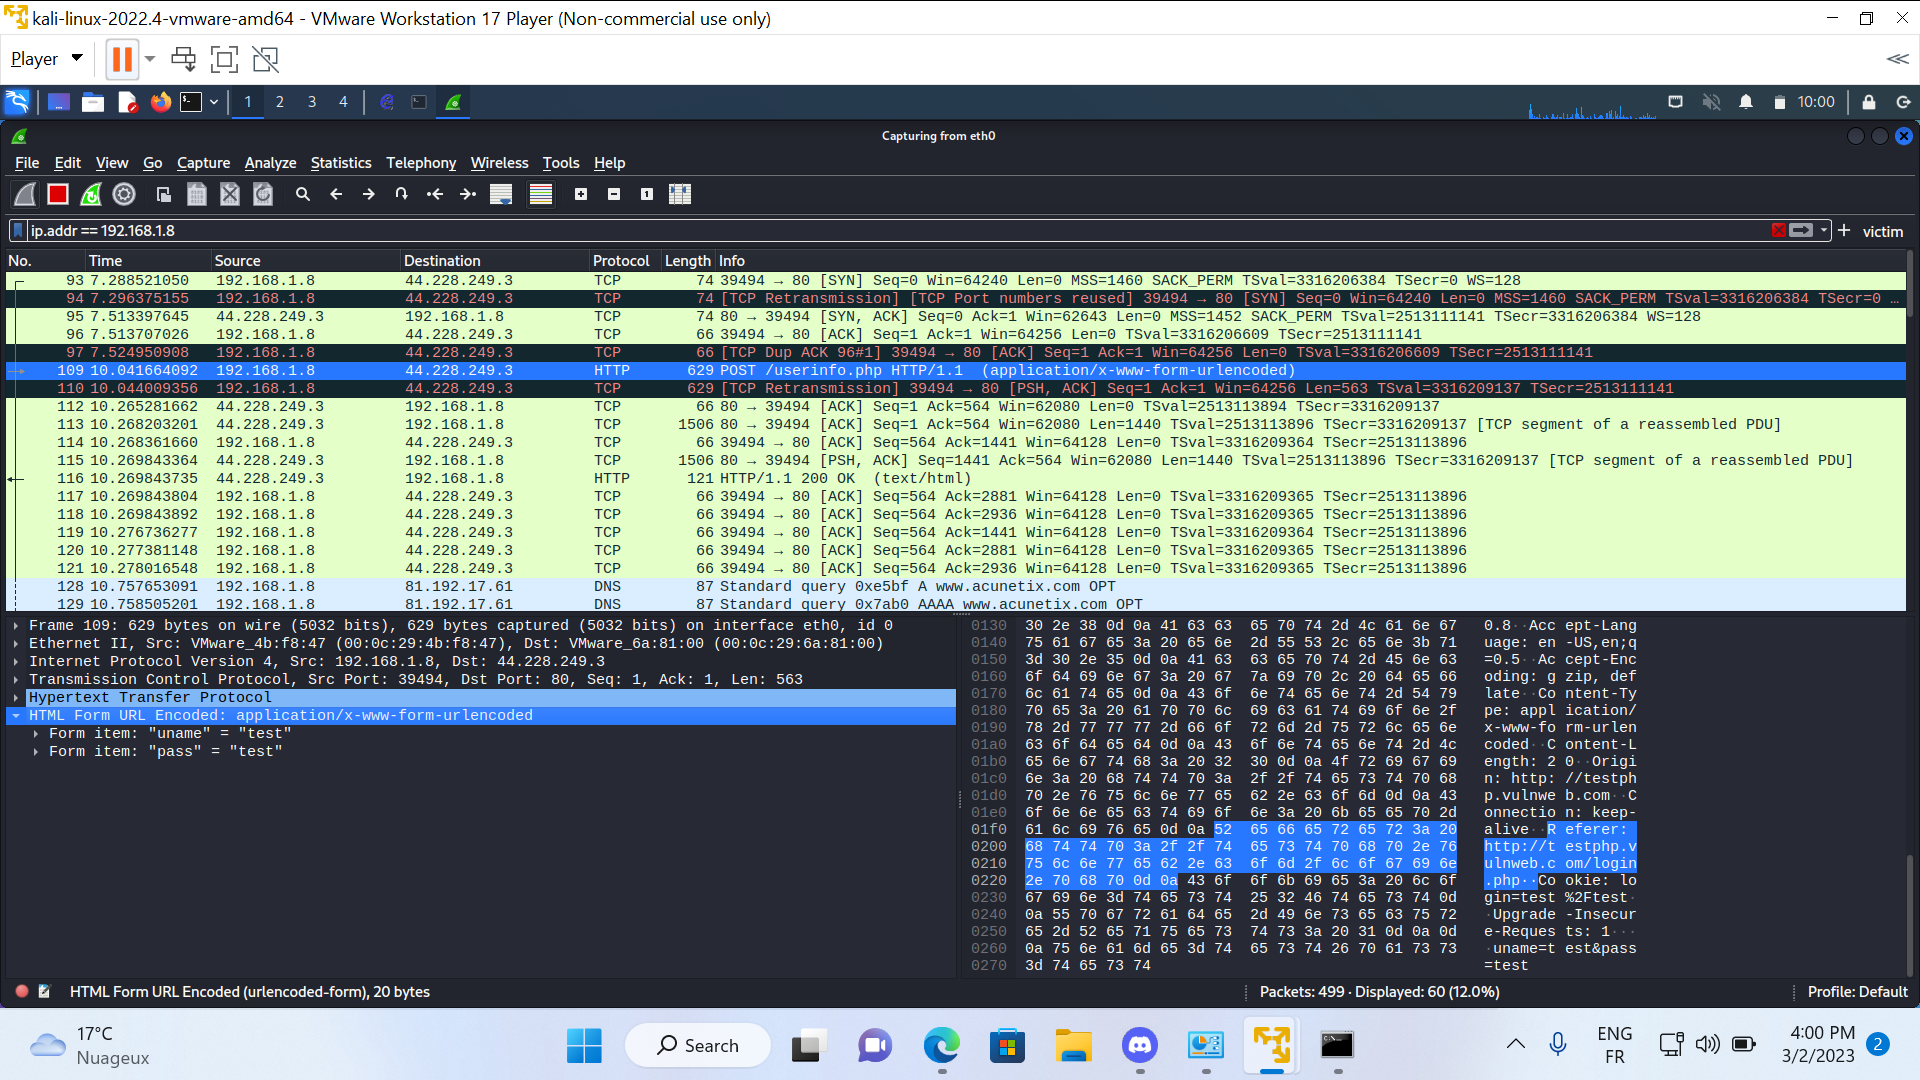 kali-linux-2022.4-vmware-amd64 - VMware Workstation 17 Player (Non-commercial use only)
Player
1 2 3 4
10:00
Capturing from eth0
File Edit View Go Capture Analyze Statistics Telephony Wireless Tools Help
ip.addr == 192.168.1.8
+ victim
No. Time Source Destination Protocol Length Info
93 7.288521050 192.168.1.8 44.228.249.3 TCP 74 39494 → 80 [SYN] Seq=0 Win=64240 Len=0 MSS=1460 SACK_PERM TSval=3316206384 TSecr=0 WS=128
94 7.296375155 192.168.1.8 44.228.249.3 TCP 74 [TCP Retransmission] [TCP Port numbers reused] 39494 → 80 [SYN] Seq=0 Win=64240 Len=0 MSS=1460 SACK_PERM TSval=3316206384 TSecr=0 …
95 7.513397645 44.228.249.3 192.168.1.8 TCP 74 80 → 39494 [SYN, ACK] Seq=0 Ack=1 Win=62643 Len=0 MSS=1452 SACK_PERM TSval=2513111141 TSecr=3316206384 WS=128
96 7.513707026 192.168.1.8 44.228.249.3 TCP 66 39494 → 80 [ACK] Seq=1 Ack=1 Win=64256 Len=0 TSval=3316206609 TSecr=2513111141
97 7.524950908 192.168.1.8 44.228.249.3 TCP 66 [TCP Dup ACK 96#1] 39494 → 80 [ACK] Seq=1 Ack=1 Win=64256 Len=0 TSval=3316206609 TSecr=2513111141
109 10.041664092 192.168.1.8 44.228.249.3 HTTP 629 POST /userinfo.php HTTP/1.1 (application/x-www-form-urlencoded)
110 10.044009356 192.168.1.8 44.228.249.3 TCP 629 [TCP Retransmission] 39494 → 80 [PSH, ACK] Seq=1 Ack=1 Win=64256 Len=563 TSval=3316209137 TSecr=2513111141
112 10.265281662 44.228.249.3 192.168.1.8 TCP 66 80 → 39494 [ACK] Seq=1 Ack=564 Win=62080 Len=0 TSval=2513113894 TSecr=3316209137
113 10.268203201 44.228.249.3 192.168.1.8 TCP 1506 80 → 39494 [ACK] Seq=1 Ack=564 Win=62080 Len=1440 TSval=2513113896 TSecr=3316209137 [TCP segment of a reassembled PDU]
114 10.268361660 192.168.1.8 44.228.249.3 TCP 66 39494 → 80 [ACK] Seq=564 Ack=1441 Win=64128 Len=0 TSval=3316209364 TSecr=2513113896
115 10.269843364 44.228.249.3 192.168.1.8 TCP 1506 80 → 39494 [PSH, ACK] Seq=1441 Ack=564 Win=62080 Len=1440 TSval=2513113896 TSecr=3316209137 [TCP segment of a reassembled PDU]
116 10.269843735 44.228.249.3 192.168.1.8 HTTP 121 HTTP/1.1 200 OK (text/html)
117 10.269843804 192.168.1.8 44.228.249.3 TCP 66 39494 → 80 [ACK] Seq=564 Ack=2881 Win=64128 Len=0 TSval=3316209365 TSecr=2513113896
118 10.269843892 192.168.1.8 44.228.249.3 TCP 66 39494 → 80 [ACK] Seq=564 Ack=2936 Win=64128 Len=0 TSval=3316209365 TSecr=2513113896
119 10.276736277 192.168.1.8 44.228.249.3 TCP 66 39494 → 80 [ACK] Seq=564 Ack=1441 Win=64128 Len=0 TSval=3316209364 TSecr=2513113896
120 10.277381148 192.168.1.8 44.228.249.3 TCP 66 39494 → 80 [ACK] Seq=564 Ack=2881 Win=64128 Len=0 TSval=3316209365 TSecr=2513113896
121 10.278016548 192.168.1.8 44.228.249.3 TCP 66 39494 → 80 [ACK] Seq=564 Ack=2936 Win=64128 Len=0 TSval=3316209365 TSecr=2513113896
128 10.757653091 192.168.1.8 81.192.17.61 DNS 87 Standard query 0xe5bf A www.acunetix.com OPT
129 10.758505201 192.168.1.8 81.192.17.61 DNS 87 Standard query 0x7ab0 AAAA www.acunetix.com OPT
Frame 109: 629 bytes on wire (5032 bits), 629 bytes captured (5032 bits) on interface eth0, id 0
Ethernet II, Src: VMware_4b:f8:47 (00:0c:29:4b:f8:47), Dst: VMware_6a:81:00 (00:0c:29:6a:81:00)
Internet Protocol Version 4, Src: 192.168.1.8, Dst: 44.228.249.3
Transmission Control Protocol, Src Port: 39494, Dst Port: 80, Seq: 1, Ack: 1, Len: 563
Hypertext Transfer Protocol
HTML Form URL Encoded: application/x-www-form-urlencoded
Form item: "uname" = "test"
Form item: "pass" = "test"
0130 30 2e 38 0d 0a 41 63 63 65 70 74 2d 4c 61 6e 67 0.8··Acc ept-Lang
0140 75 61 67 65 3a 20 65 6e 2d 55 53 2c 65 6e 3b 71 uage: en -US,en;q
0150 3d 30 2e 35 0d 0a 41 63 63 65 70 74 2d 45 6e 63 =0.5··Ac cept-Enc
0160 6f 64 69 6e 67 3a 20 67 7a 69 70 2c 20 64 65 66 oding: g zip, def
0170 6c 61 74 65 0d 0a 43 6f 6e 74 65 6e 74 2d 54 79 late··Co ntent-Ty
0180 70 65 3a 20 61 70 70 6c 69 63 61 74 69 6f 6e 2f pe: appl ication/
0190 78 2d 77 77 77 2d 66 6f 72 6d 2d 75 72 6c 65 6e x-www-fo rm-urlen
01a0 63 6f 64 65 64 0d 0a 43 6f 6e 74 65 6e 74 2d 4c coded··C ontent-L
01b0 65 6e 67 74 68 3a 20 32 30 0d 0a 4f 72 69 67 69 ength: 2 0··Origi
01c0 6e 3a 20 68 74 74 70 3a 2f 2f 74 65 73 74 70 68 n: http: //testph
01d0 70 2e 76 75 6c 6e 77 65 62 2e 63 6f 6d 0d 0a 43 p.vulnwe b.com··C
01e0 6f 6e 6e 65 63 74 69 6f 6e 3a 20 6b 65 65 70 2d onnectio n: keep-
01f0 61 6c 69 76 65 0d 0a 52 65 66 65 72 65 72 3a 20 alive··R eferer:
0200 68 74 74 70 3a 2f 2f 74 65 73 74 70 68 70 2e 76 http://t estphp.v
0210 75 6c 6e 77 65 62 2e 63 6f 6d 2f 6c 6f 67 69 6e ulnweb.c om/login
0220 2e 70 68 70 0d 0a 43 6f 6f 6b 69 65 3a 20 6c 6f .php··Co okie: lo
0230 67 69 6e 3d 74 65 73 74 25 32 46 74 65 73 74 0d gin=test %2Ftest·
0240 0a 55 70 67 72 61 64 65 2d 49 6e 73 65 63 75 72 ·Upgrade -Insecur
0250 65 2d 52 65 71 75 65 73 74 73 3a 20 31 0d 0a 0d e-Reques ts: 1···
0260 0a 75 6e 61 6d 65 3d 74 65 73 74 26 70 61 73 73 ·uname=t est&pass
0270 3d 74 65 73 74 =test
HTML Form URL Encoded (urlencoded-form), 20 bytes
Packets: 499 · Displayed: 60 (12.0%)
Profile: Default
17°C
Nuageux
Search
ENG
FR
4:00 PM
3/2/2023
2